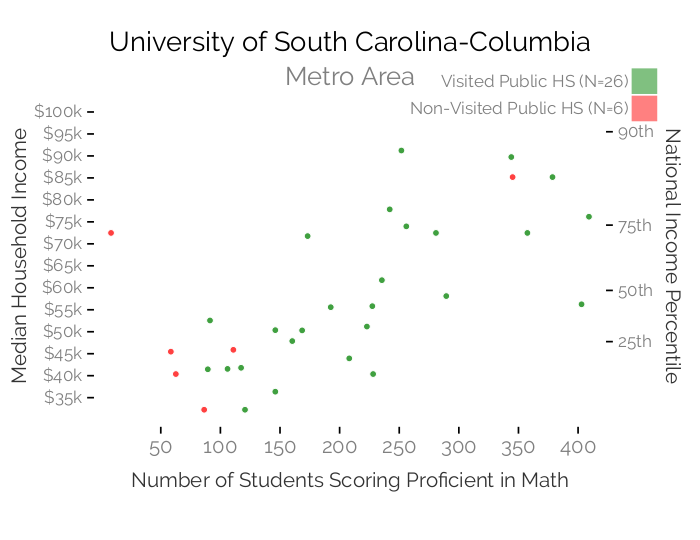 University of South Carolina-Columbia
Metro Area
Visited Public HS (N=26)
Non-Visited Public HS (N=6)
Median Household Income
$100k
$95k
$90k
$85k
$80k
$75k
$70k
$65k
$60k
$55k
$50k
$45k
$40k
$35k
90th
75th
50th
25th
National Income Percentile
50 100 150 200 250 300 350 400
Number of Students Scoring Proficient in Math